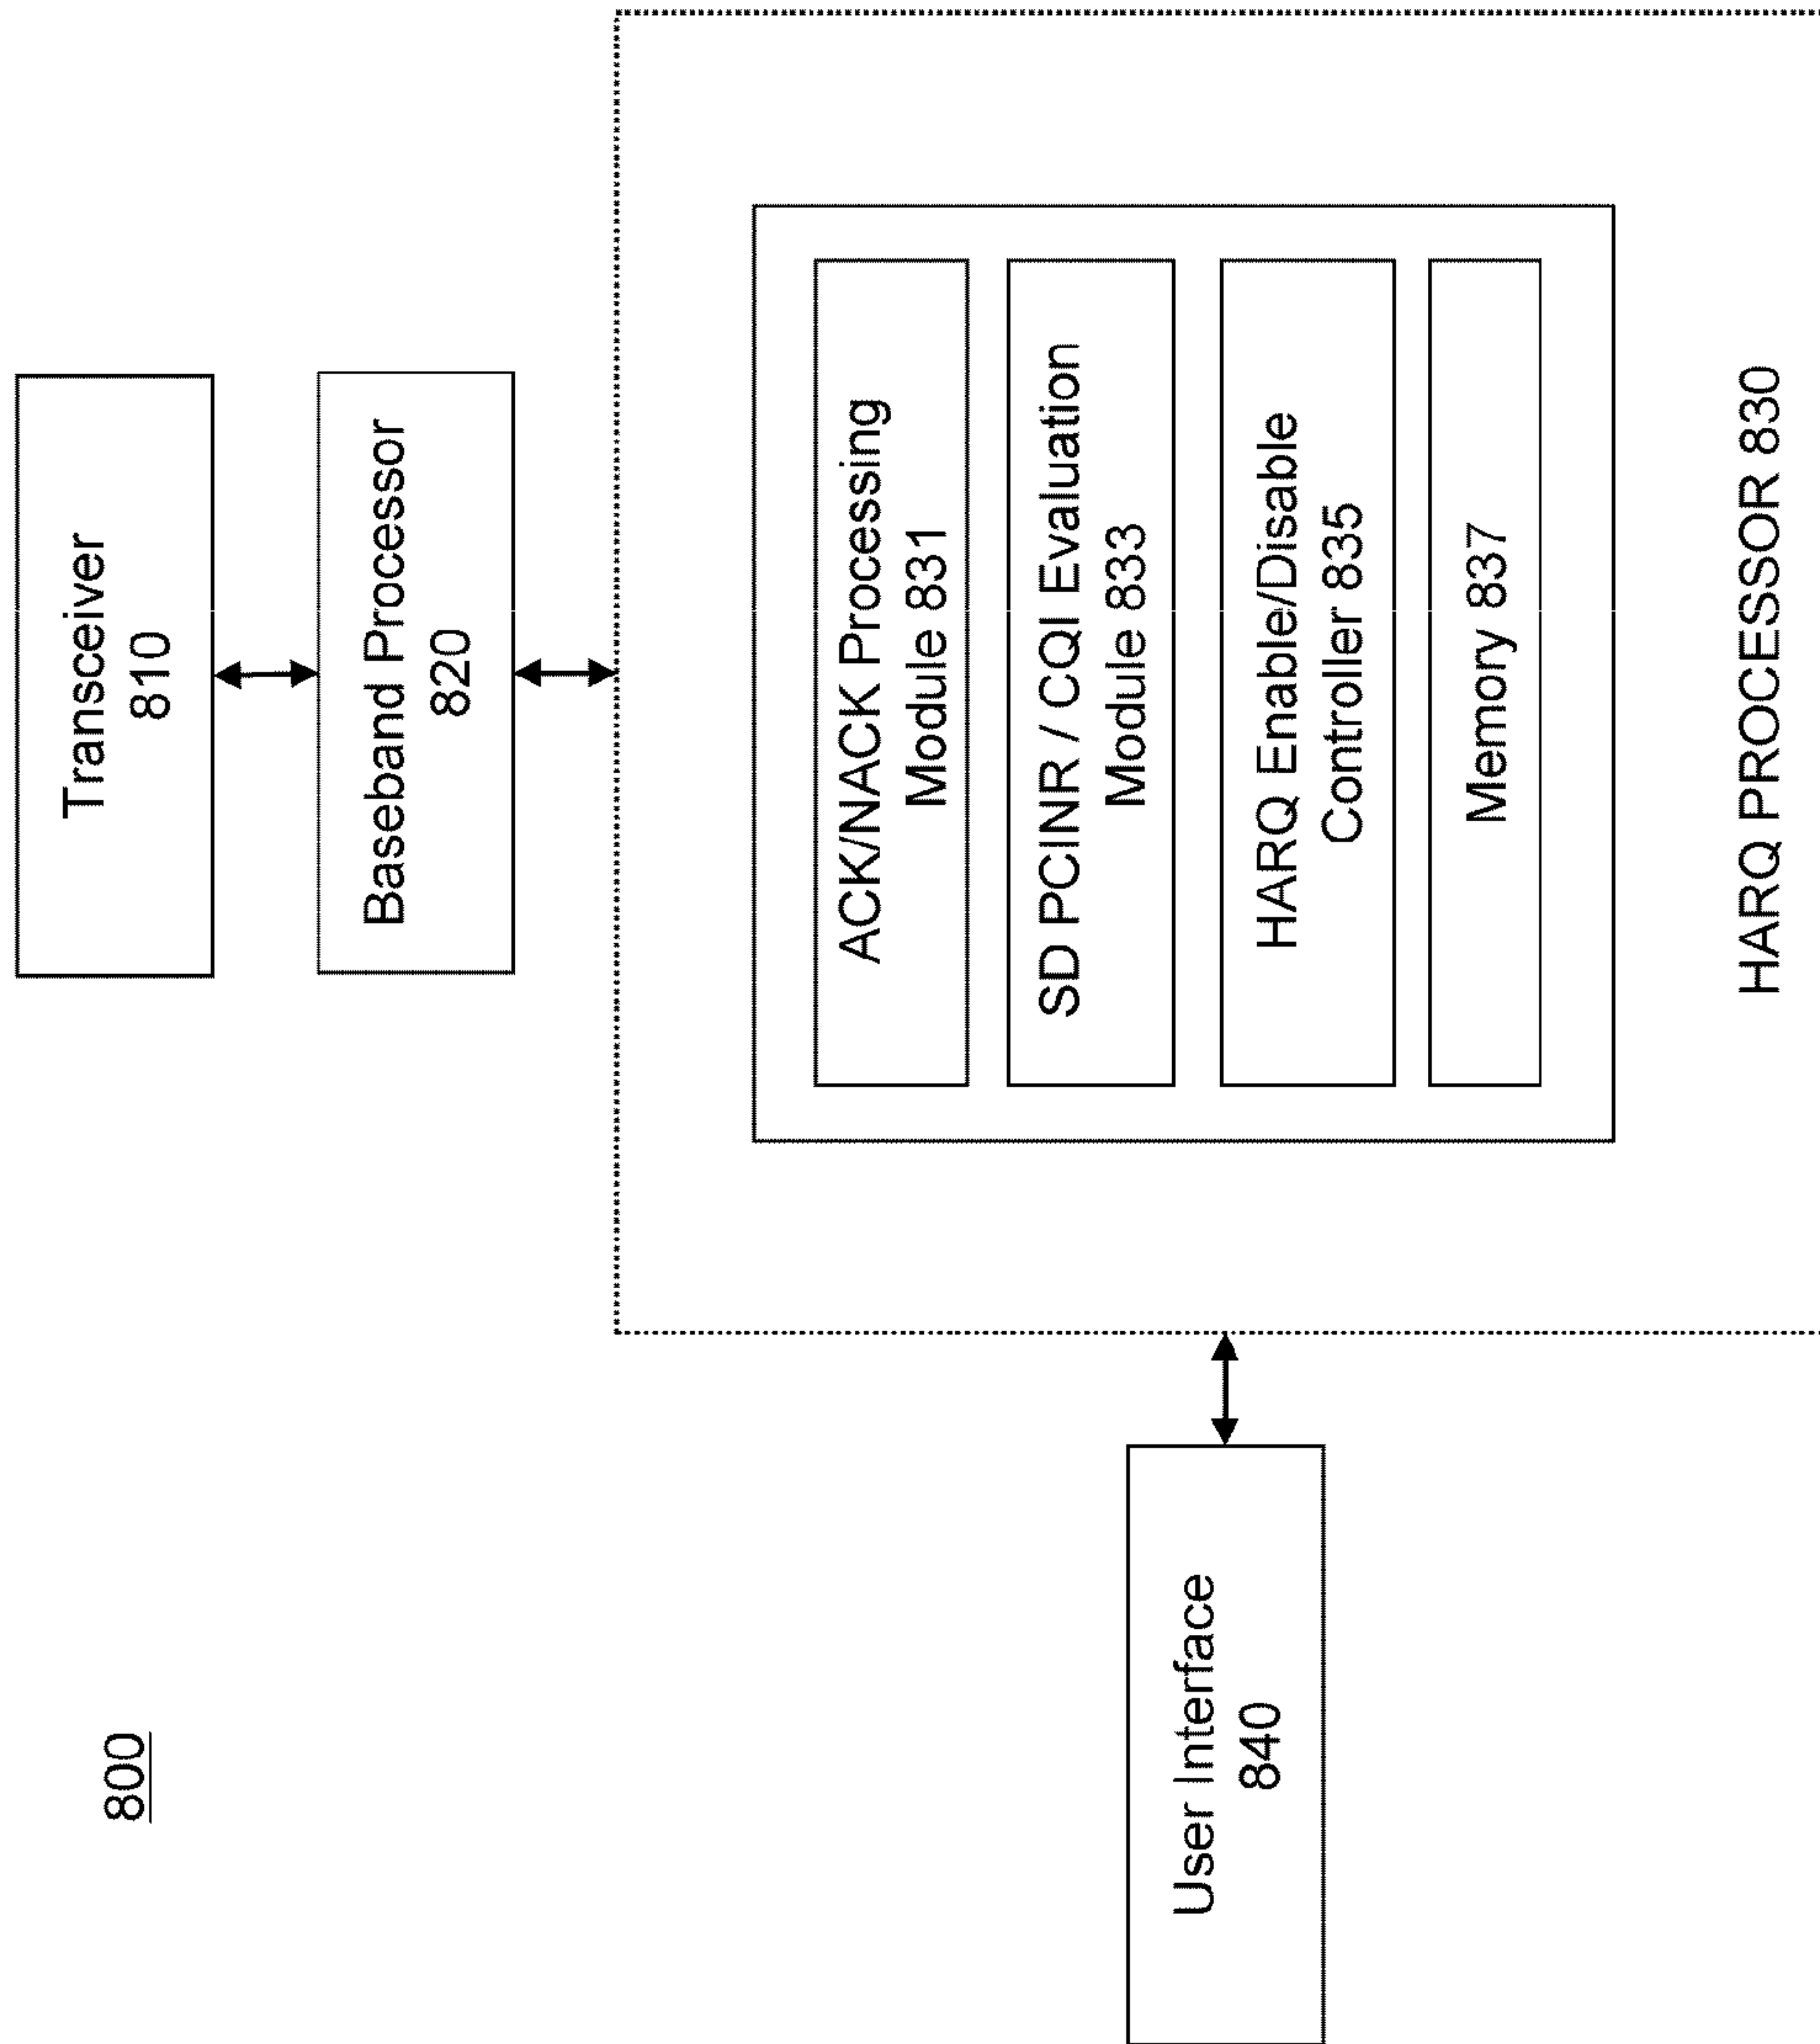 800
Transceiver
810
Baseband Processor
820
ACK/NACK Processing
Module 831
SD PCINR / CQI Evaluation
Module 833
HARQ Enable/Disable
Controller 835
Memory 837
HARQ PROCESSOR 830
User Interface
840